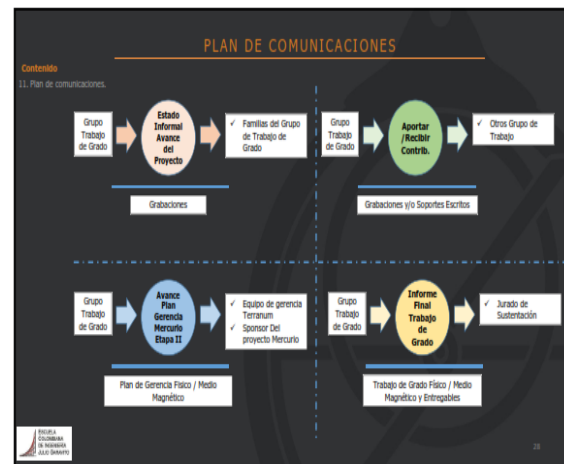 PLAN DE COMUNICACIONES
Contenido
11. Plan de comunicaciones.
Grupo
Trabajo
de Grado
Estado
Informal
Avance
del
Proyecto
✓ Familias del Grupo
de Trabajo de
Grado
Grabaciones
Grupo
Trabajo
de Grado
Aportar
/Recibir
Contrib.
✓ Otros Grupo de
Trabajo
Grabaciones y/o Soportes Escritos
Grupo
Trabajo
de Grado
Avance
Plan
Gerencia
Mercurio
Etapa II
✓ Equipo de gerencia
Terranum
✓ Sponsor Del
proyecto Mercurio
Plan de Gerencia Físico / Medio
Magnético
Grupo
Trabajo
de Grado
Informe
Final
Trabajo
de
Grado
✓ Jurado de
Sustentación
Trabajo de Grado Físico / Medio
Magnético y Entregables
ESCUELA
COLOMBIANA
DE INGENIERÍA
JULIO GARAVITO
28